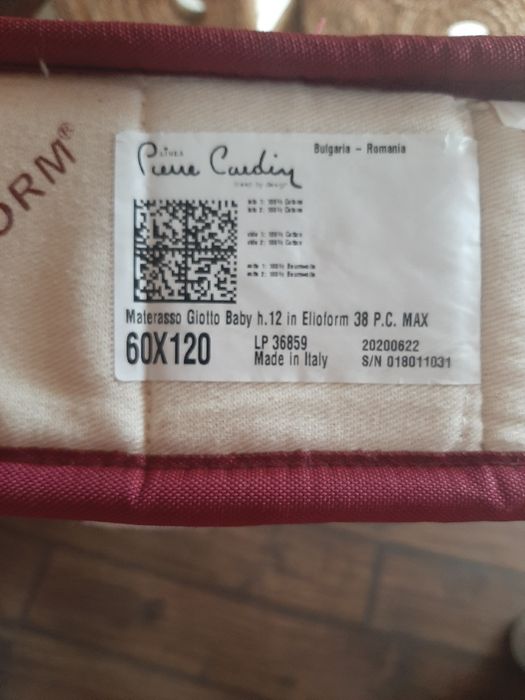 ORM®
LINEA
Pierre Cardin
Bulgaria - Romania
Materasso Giotto Baby h.12 in Elioform 38 P.C. MAX
60X120
LP 36859
20200622
Made in Italy
S/N 018011031